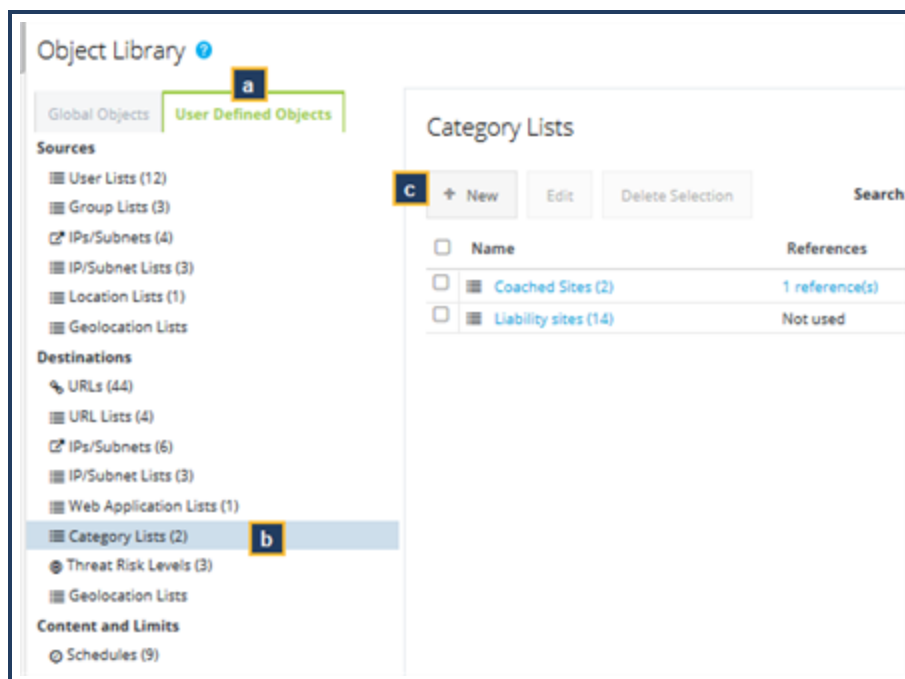 Object Library ?
a
Global Objects User Defined Objects
Sources
User Lists (12)
Group Lists (3)
IPs/Subnets (4)
IP/Subnet Lists (3)
Location Lists (1)
Geolocation Lists
Destinations
URLs (44)
URL Lists (4)
IPs/Subnets (6)
IP/Subnet Lists (3)
Web Application Lists (1)
Category Lists (2) b
Threat Risk Levels (3)
Geolocation Lists
Content and Limits
Schedules (9)
Category Lists
c + New Edit Delete Selection Search
Name References
Coached Sites (2) 1 reference(s)
Liability sites (14) Not used